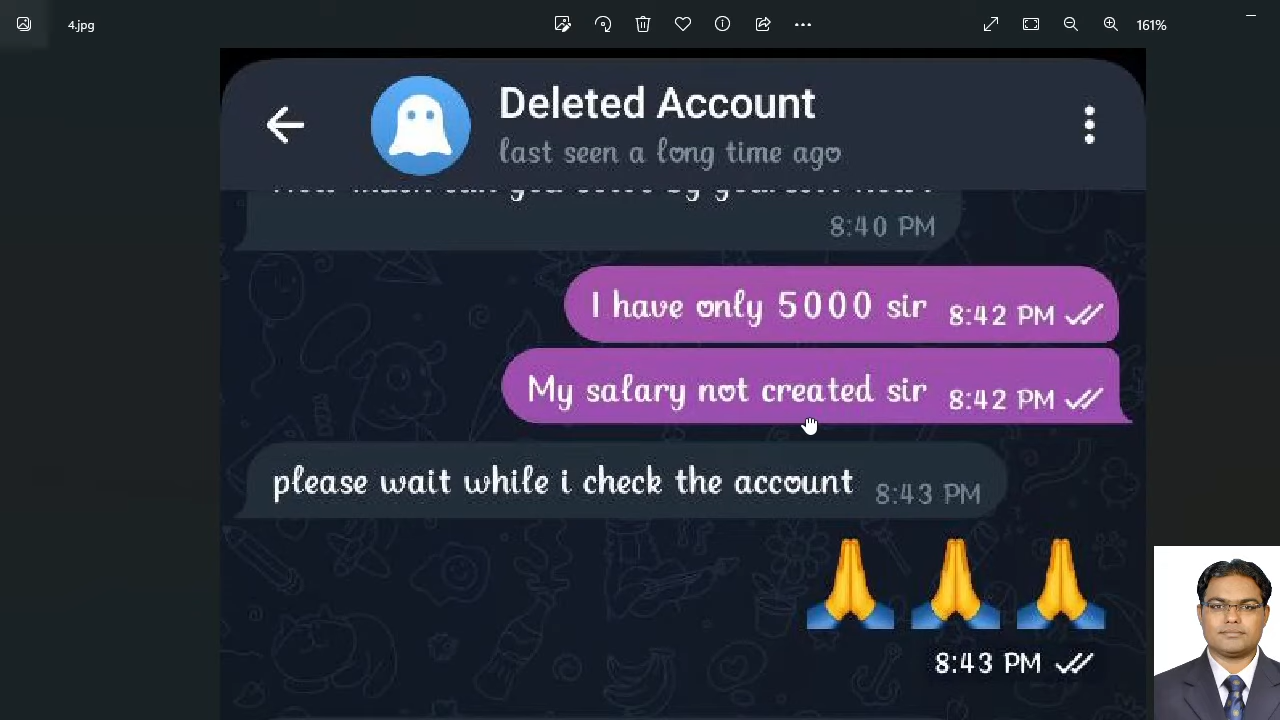 4.jpg
161%
Deleted Account
last seen a long time ago
8:40 PM
I have only 5000 sir 8:42 PM
My salary not created sir 8:42 PM
please wait while i check the account 8:43 PM
8:43 PM